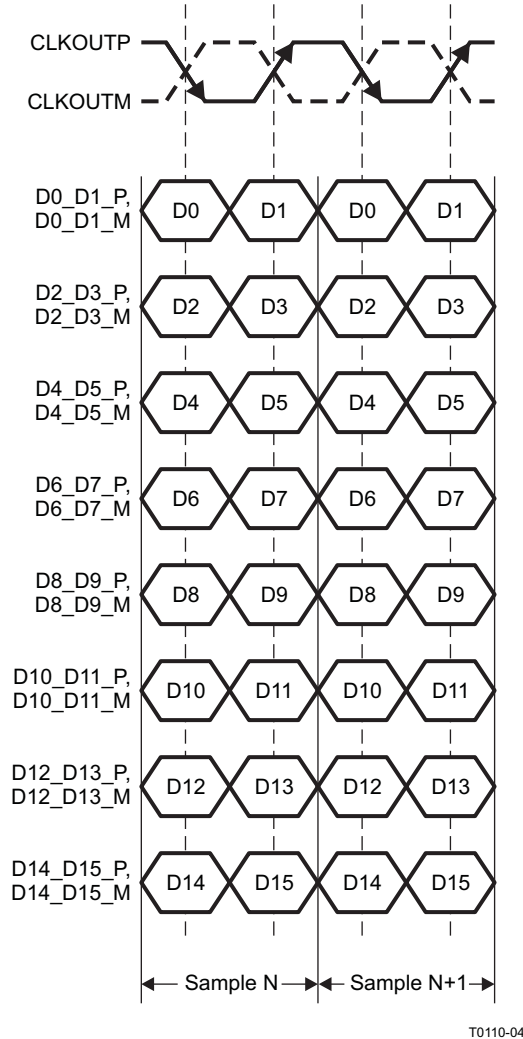 CLKOUTP
CLKOUTM
D0_D1_P,
D0_D1_M
D0 D1 D0 D1
D2_D3_P,
D2_D3_M
D2 D3 D2 D3
D4_D5_P,
D4_D5_M
D4 D5 D4 D5
D6_D7_P,
D6_D7_M
D6 D7 D6 D7
D8_D9_P,
D8_D9_M
D8 D9 D8 D9
D10_D11_P,
D10_D11_M
D10 D11 D10 D11
D12_D13_P,
D12_D13_M
D12 D13 D12 D13
D14_D15_P,
D14_D15_M
D14 D15 D14 D15
Sample N Sample N+1
T0110-04